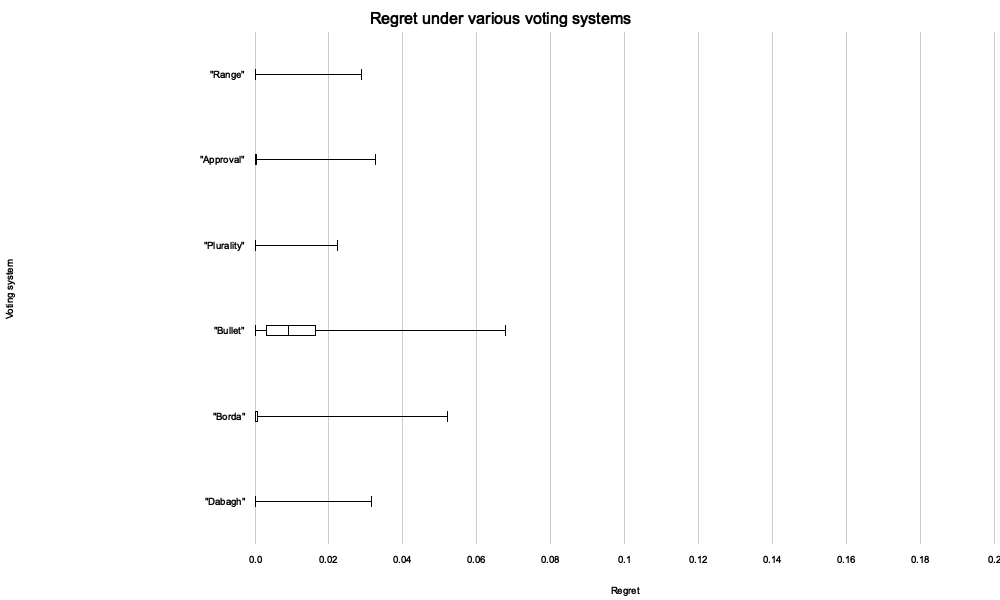 Regret under various voting systems
"Range"
"Approval"
"Plurality"
Voting system
"Bullet"
"Borda"
"Dabagh"
0.0 0.02 0.04 0.06 0.08 0.1 0.12 0.14 0.16 0.18 0.2
Regret